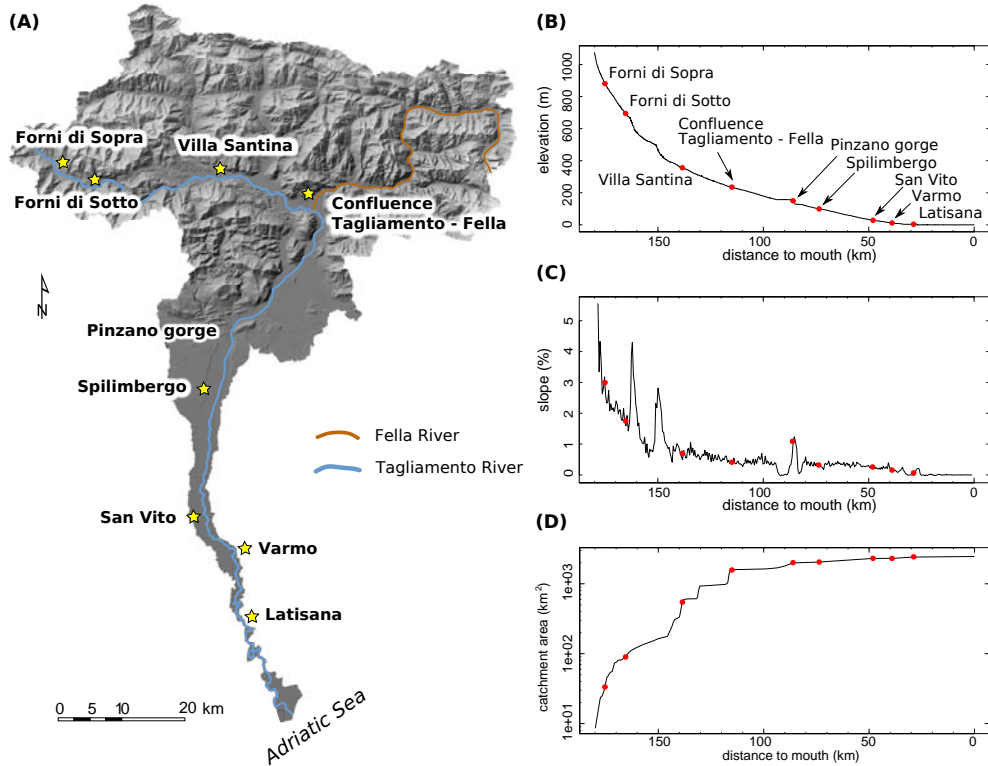 (A)
Forni di Sopra
Villa Santina
Forni di Sotto
Confluence
Tagliamento - Fella
N
Pinzano gorge
Spilimbergo
Fella River
Tagliamento River
San Vito
Varmo
Latisana
0 5 10 20 km
Adriatic Sea
(B)
elevation (m)
0 200 400 600 800 1000
Forni di Sopra
Forni di Sotto
Confluence
Tagliamento - Fella
Pinzano gorge
Spilimbergo
Villa Santina
San Vito
Varmo
Latisana
150 100 50 0
distance to mouth (km)
(C)
slope (%)
0 1 2 3 4 5
150 100 50 0
distance to mouth (km)
(D)
catchment area (km²)
1e+01 1e+02 1e+03
150 100 50 0
distance to mouth (km)